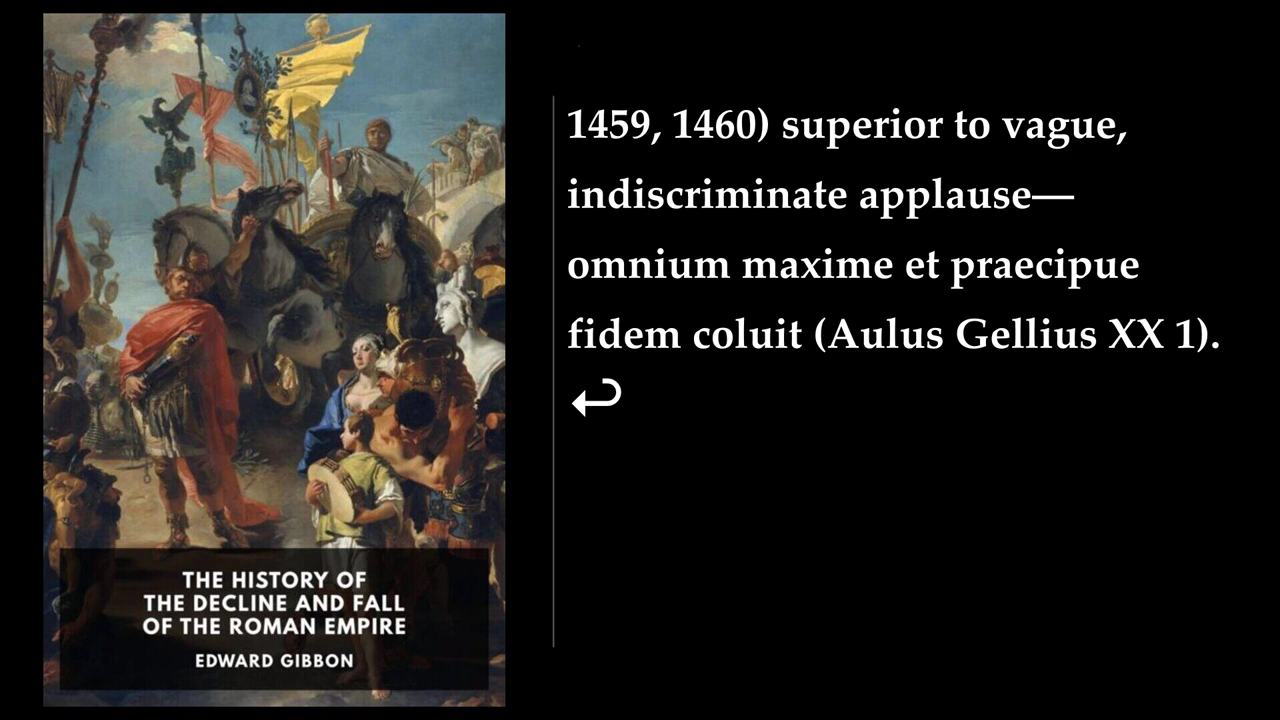 THE HISTORY OF
THE DECLINE AND FALL
OF THE ROMAN EMPIRE
EDWARD GIBBON
1459, 1460) superior to vague,
indiscriminate applause—
omnium maxime et praecipue
fidem coluit (Aulus Gellius XX 1).
↩